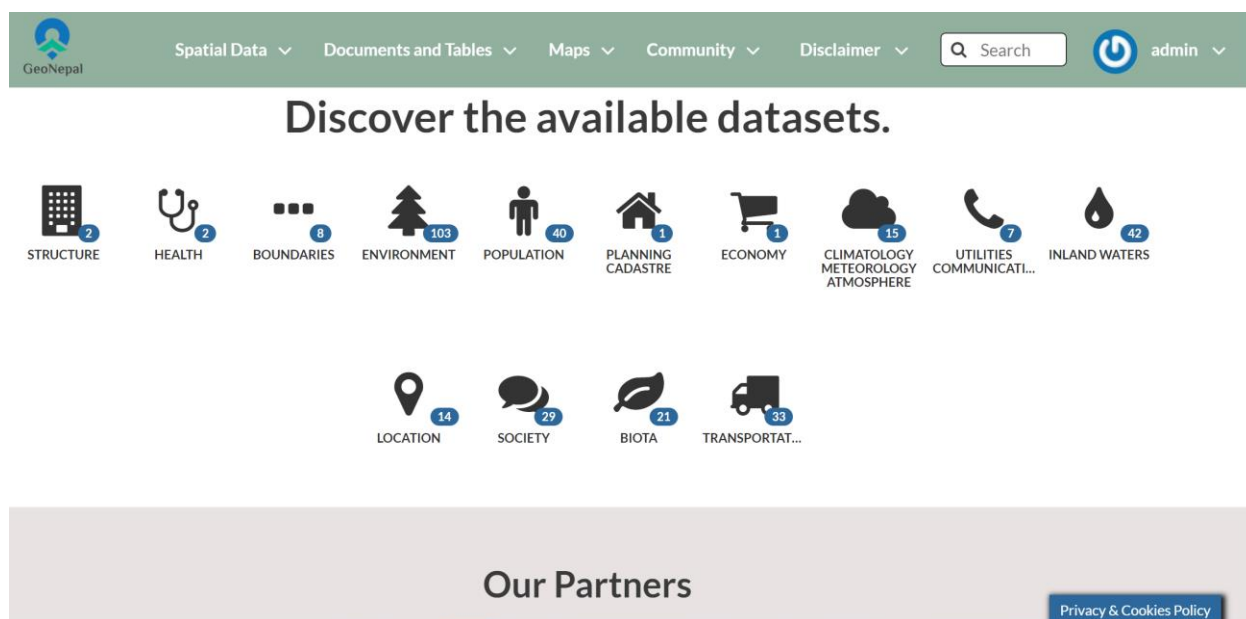 GeoNepal
Spatial Data
Documents and Tables
Maps
Community
Disclaimer
Search
admin
Discover the available datasets.
2
STRUCTURE
2
HEALTH
8
BOUNDARIES
103
ENVIRONMENT
40
POPULATION
1
PLANNING
CADASTRE
1
ECONOMY
15
CLIMATOLOGY
METEOROLOGY
ATMOSPHERE
7
UTILITIES
COMMUNICATI...
42
INLAND WATERS
14
LOCATION
29
SOCIETY
21
BIOTA
33
TRANSPORTAT...
Our Partners
Privacy & Cookies Policy